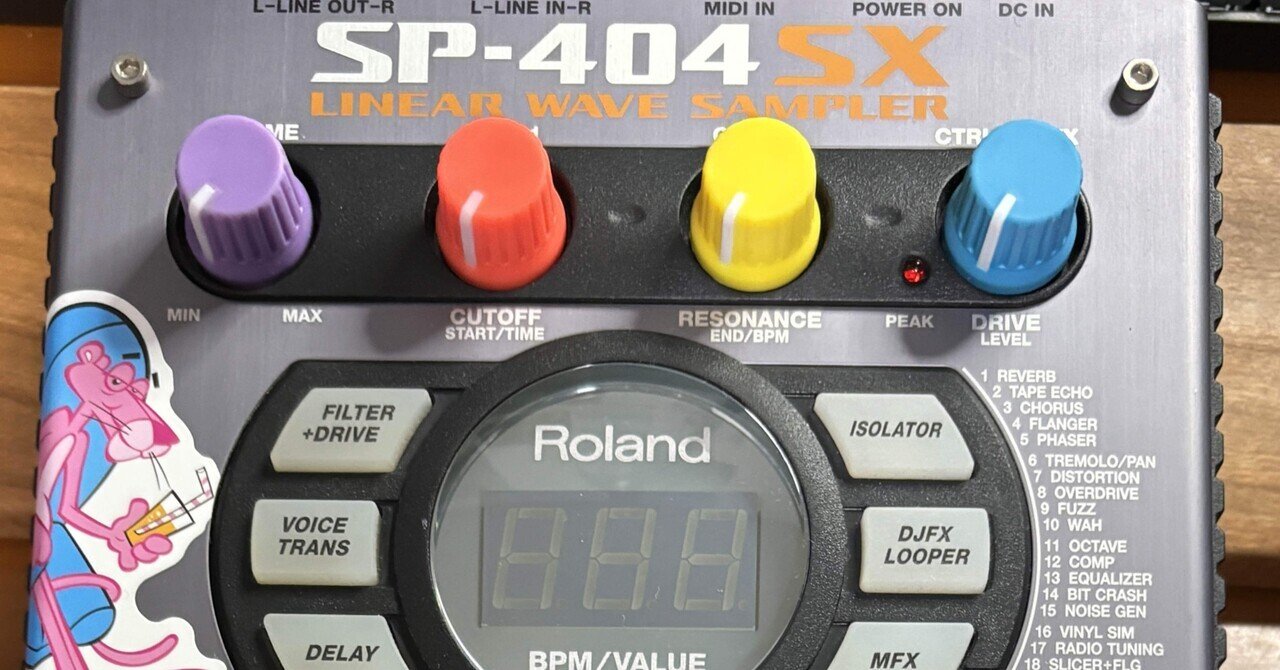 L-LINE OUT-R
L-LINE IN-R
MIDI IN
POWER ON
DC IN
SP-404 SX
LINEAR WAVE SAMPLER
MIN
MAX
CUTOFF
START/TIME
RESONANCE
END/BPM
PEAK
DRIVE
LEVEL
FILTER
+DRIVE
VOICE
TRANS
DELAY
Roland
BPM/VALUE
ISOLATOR
DJFX
LOOPER
MFX
1 REVERB
2 TAPE ECHO
3 CHORUS
4 FLANGER
5 PHASER
6 TREMOLO/PAN
7 DISTORTION
8 OVERDRIVE
9 FUZZ
10 WAH
11 OCTAVE
12 COMP
13 EQUALIZER
14 BIT CRASH
15 NOISE GEN
16 VINYL SIM
17 RADIO TUNING
18 SLICER+FLG